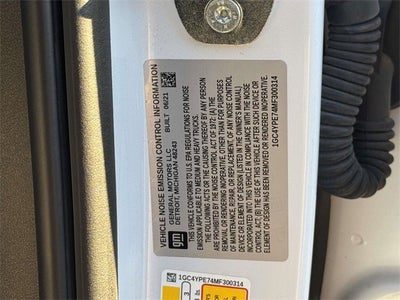 VEHICLE NOISE EMISSION CONTROL INFORMATION
gm
GENERAL MOTORS LLC
DETROIT, MICHIGAN 48243
BUILT 06/21
THIS VEHICLE CONFORMS TO U.S. EPA REGULATIONS FOR NOISE
EMISSION APPLICABLE TO MEDIUM AND HEAVY TRUCKS.
THE FOLLOWING ACTS OR THE CAUSING THEREOF BY ANY PERSON
ARE PROHIBITED BY THE NOISE CONTROL ACT OF 1972: (A) THE
REMOVAL OR RENDERING INOPERATIVE, OTHER THAN FOR PURPOSES
OF MAINTENANCE, REPAIR, OR REPLACEMENT, OF ANY NOISE CONTROL
DEVICE OR ELEMENT OF DESIGN (LISTED IN THE OWNER'S MANUAL)
INCORPORATED INTO THIS VEHICLE IN COMPLIANCE WITH THE NOISE
CONTROL ACT; (B) THE USE OF THIS VEHICLE AFTER SUCH DEVICE OR
ELEMENT OF DESIGN HAS BEEN REMOVED OR RENDERED INOPERATIVE.
1GC4YPE74MF300314
1GC4YPE74MF300314